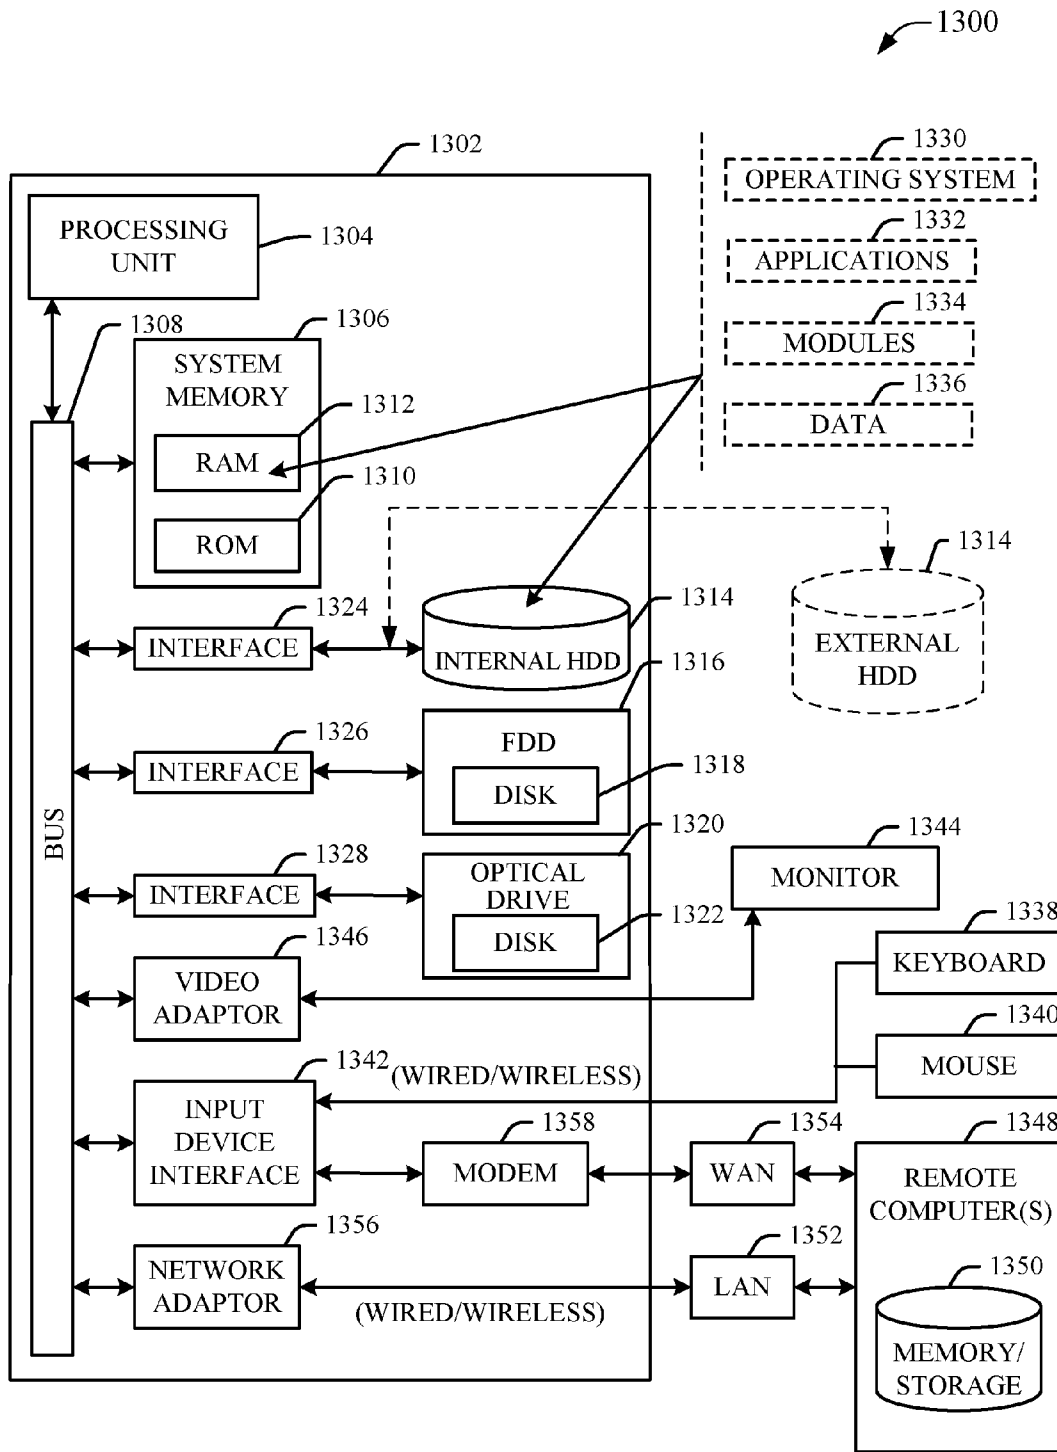 1300
1302
1330
OPERATING SYSTEM
PROCESSING
UNIT
1304
1332
APPLICATIONS
1308
1306
1334
MODULES
SYSTEM
MEMORY
1312
1336
DATA
RAM
1310
ROM
1314
EXTERNAL
HDD
1324
INTERFACE
1314
INTERNAL HDD
1316
1326
INTERFACE
FDD
1318
DISK
BUS
1320
1344
MONITOR
1328
INTERFACE
OPTICAL
DRIVE
1322
DISK
1338
KEYBOARD
1346
VIDEO
ADAPTOR
1340
MOUSE
1342
(WIRED/WIRELESS)
INPUT
DEVICE
INTERFACE
1358
MODEM
1354
WAN
1348
REMOTE
COMPUTER(S)
1356
NETWORK
ADAPTOR
(WIRED/WIRELESS)
1352
LAN
1350
MEMORY/
STORAGE